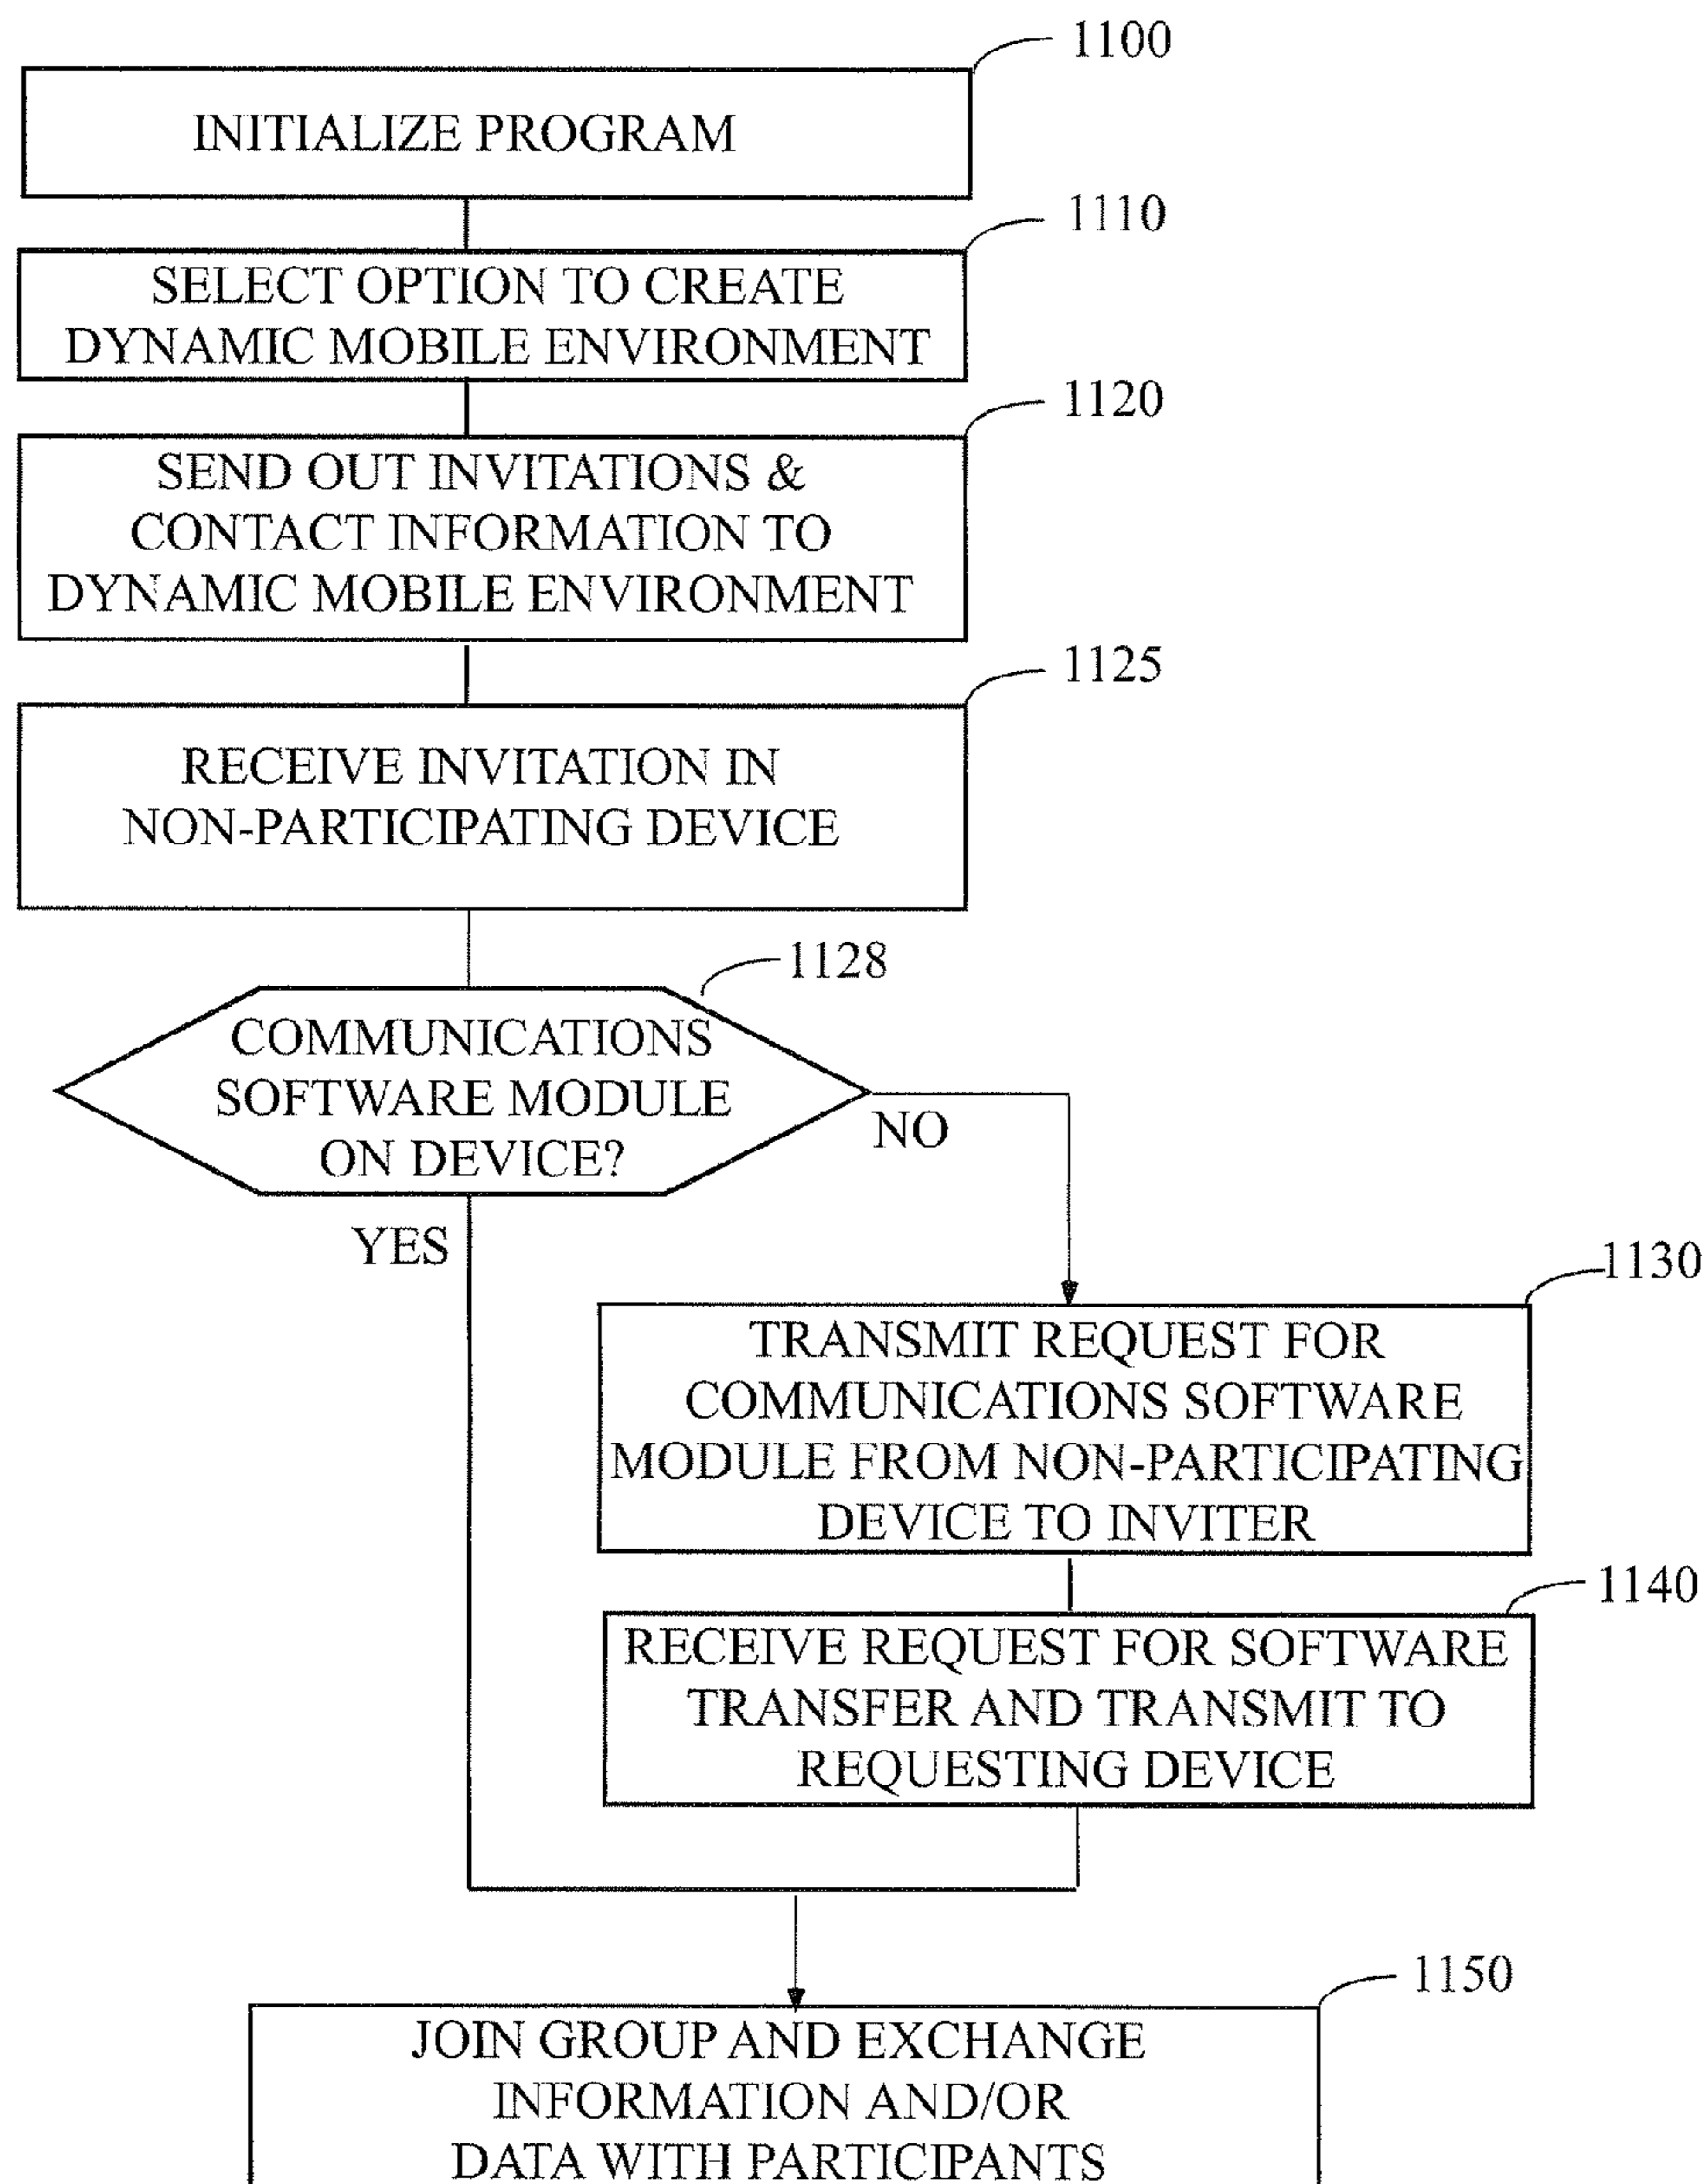 1100
INITIALIZE PROGRAM
1110
SELECT OPTION TO CREATE
DYNAMIC MOBILE ENVIRONMENT
1120
SEND OUT INVITATIONS &
CONTACT INFORMATION TO
DYNAMIC MOBILE ENVIRONMENT
1125
RECEIVE INVITATION IN
NON-PARTICIPATING DEVICE
1128
COMMUNICATIONS
SOFTWARE MODULE
ON DEVICE?
NO
YES
1130
TRANSMIT REQUEST FOR
COMMUNICATIONS SOFTWARE
MODULE FROM NON-PARTICIPATING
DEVICE TO INVITER
1140
RECEIVE REQUEST FOR SOFTWARE
TRANSFER AND TRANSMIT TO
REQUESTING DEVICE
1150
JOIN GROUP AND EXCHANGE
INFORMATION AND/OR
DATA WITH PARTICIPANTS